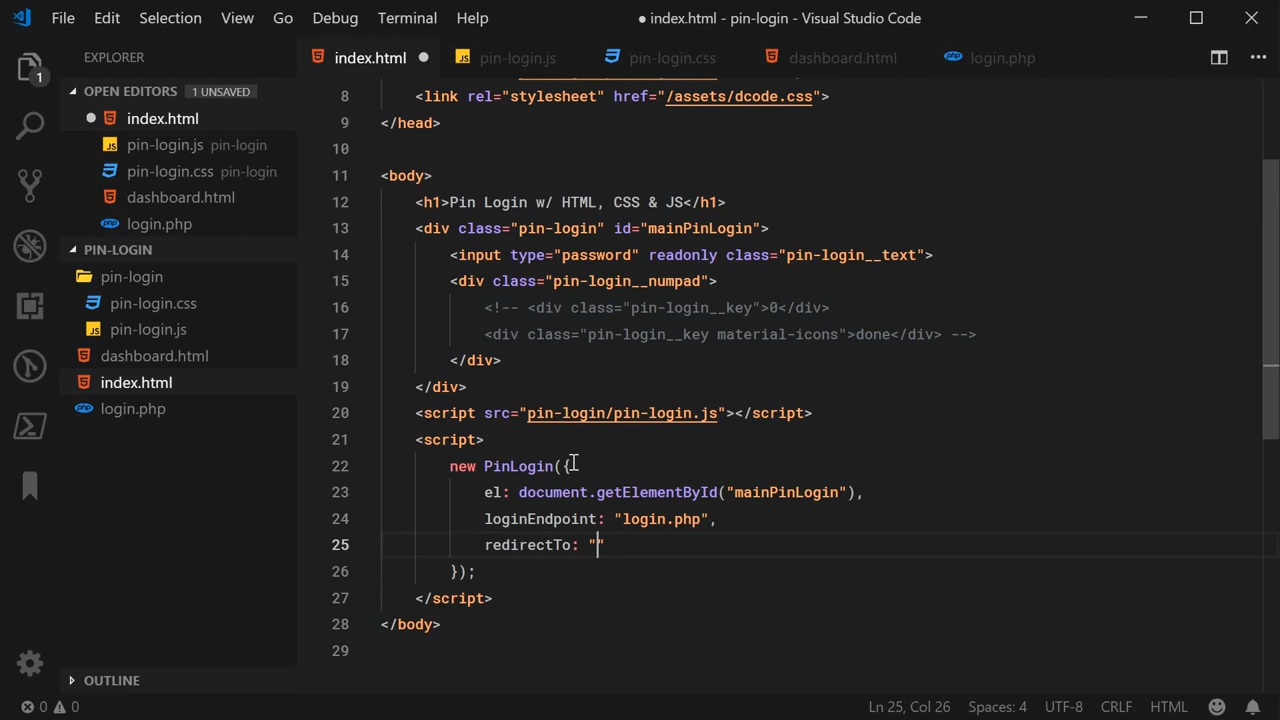 File Edit Selection View Go Debug Terminal Help
● index.html - pin-login - Visual Studio Code
EXPLORER
1
OPEN EDITORS 1 UNSAVED
index.html
pin-login.js pin-login
pin-login.css pin-login
dashboard.html
login.php
PIN-LOGIN
pin-login
pin-login.css
pin-login.js
dashboard.html
index.html
login.php
OUTLINE
index.html pin-login.js pin-login.css dashboard.html login.php
8 <link rel="stylesheet" href="/assets/dcode.css">
9 </head>
10
11 <body>
12 <h1>Pin Login w/ HTML, CSS & JS</h1>
13 <div class="pin-login" id="mainPinLogin">
14 <input type="password" readonly class="pin-login__text">
15 <div class="pin-login__numpad">
16 <!-- <div class="pin-login__key">0</div>
17 <div class="pin-login__key material-icons">done</div> -->
18 </div>
19 </div>
20 <script src="pin-login/pin-login.js"></script>
21 <script>
22 new PinLogin({
23 el: document.getElementById("mainPinLogin"),
24 loginEndpoint: "login.php",
25 redirectTo: ""
26 });
27 </script>
28 </body>
29
0 0 Ln 25, Col 26 Spaces: 4 UTF-8 CRLF HTML